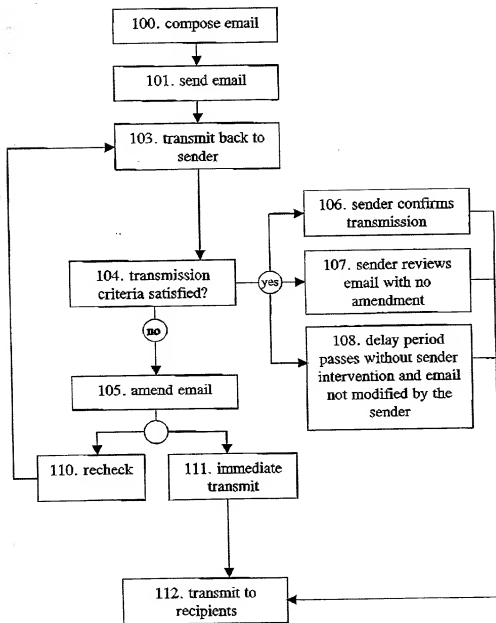 100. compose email
101. send email
103. transmit back to
sender
104. transmission
criteria satisfied?
yes
106. sender confirms
transmission
107. sender reviews
email with no
amendment
108. delay period
passes without sender
intervention and email
not modified by the
sender
no
105. amend email
110. recheck
111. immediate
transmit
112. transmit to
recipients